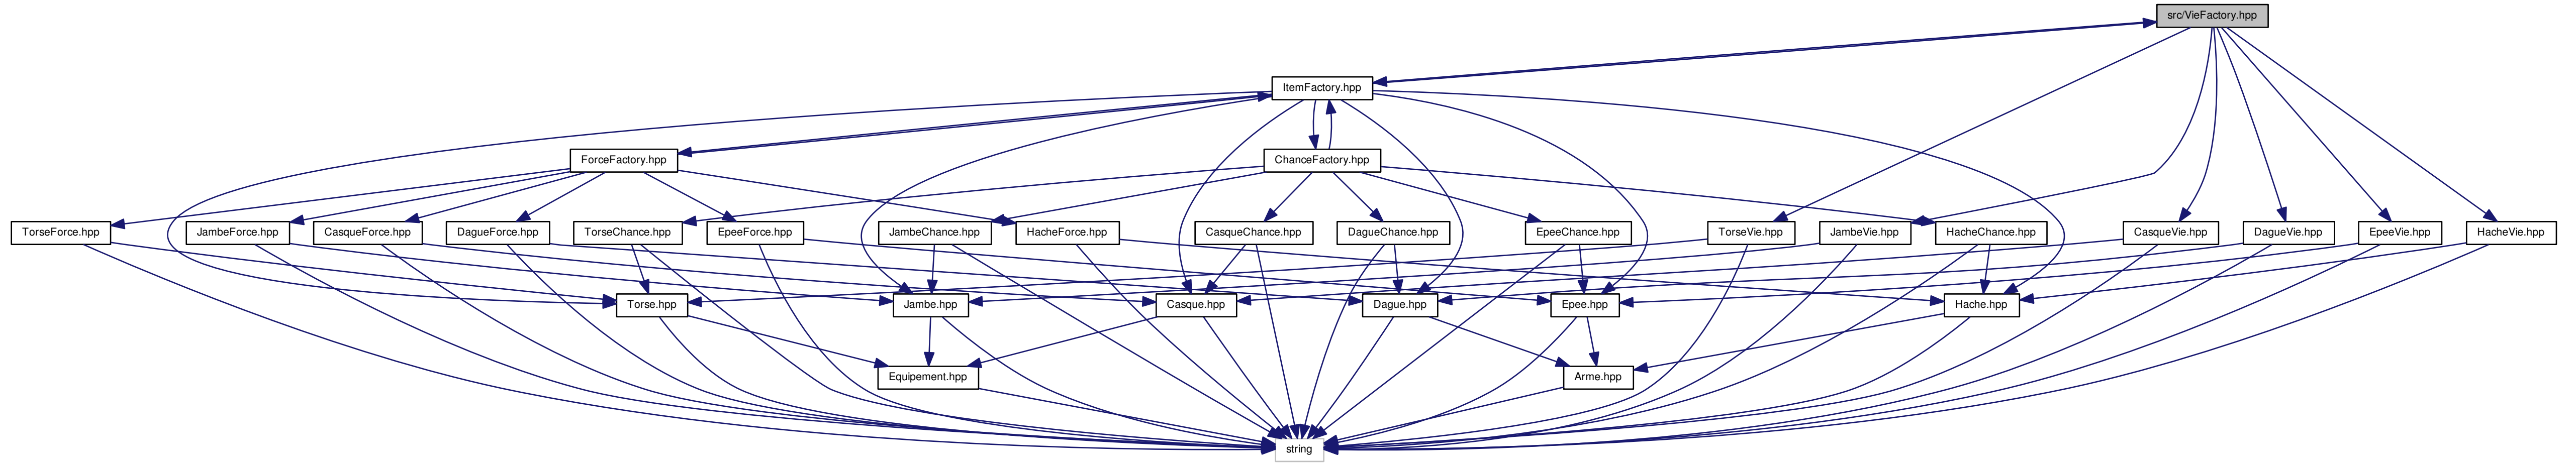 src/VieFactory.hpp
ItemFactory.hpp
ForceFactory.hpp
ChanceFactory.hpp
TorseForce.hpp
JambeForce.hpp
CasqueForce.hpp
DagueForce.hpp
TorseChance.hpp
EpeeForce.hpp
JambeChance.hpp
HacheForce.hpp
CasqueChance.hpp
DagueChance.hpp
EpeeChance.hpp
TorseVie.hpp
JambeVie.hpp
HacheChance.hpp
CasqueVie.hpp
DagueVie.hpp
EpeeVie.hpp
HacheVie.hpp
Torse.hpp
Jambe.hpp
Casque.hpp
Dague.hpp
Epee.hpp
Hache.hpp
Equipement.hpp
Arme.hpp
string